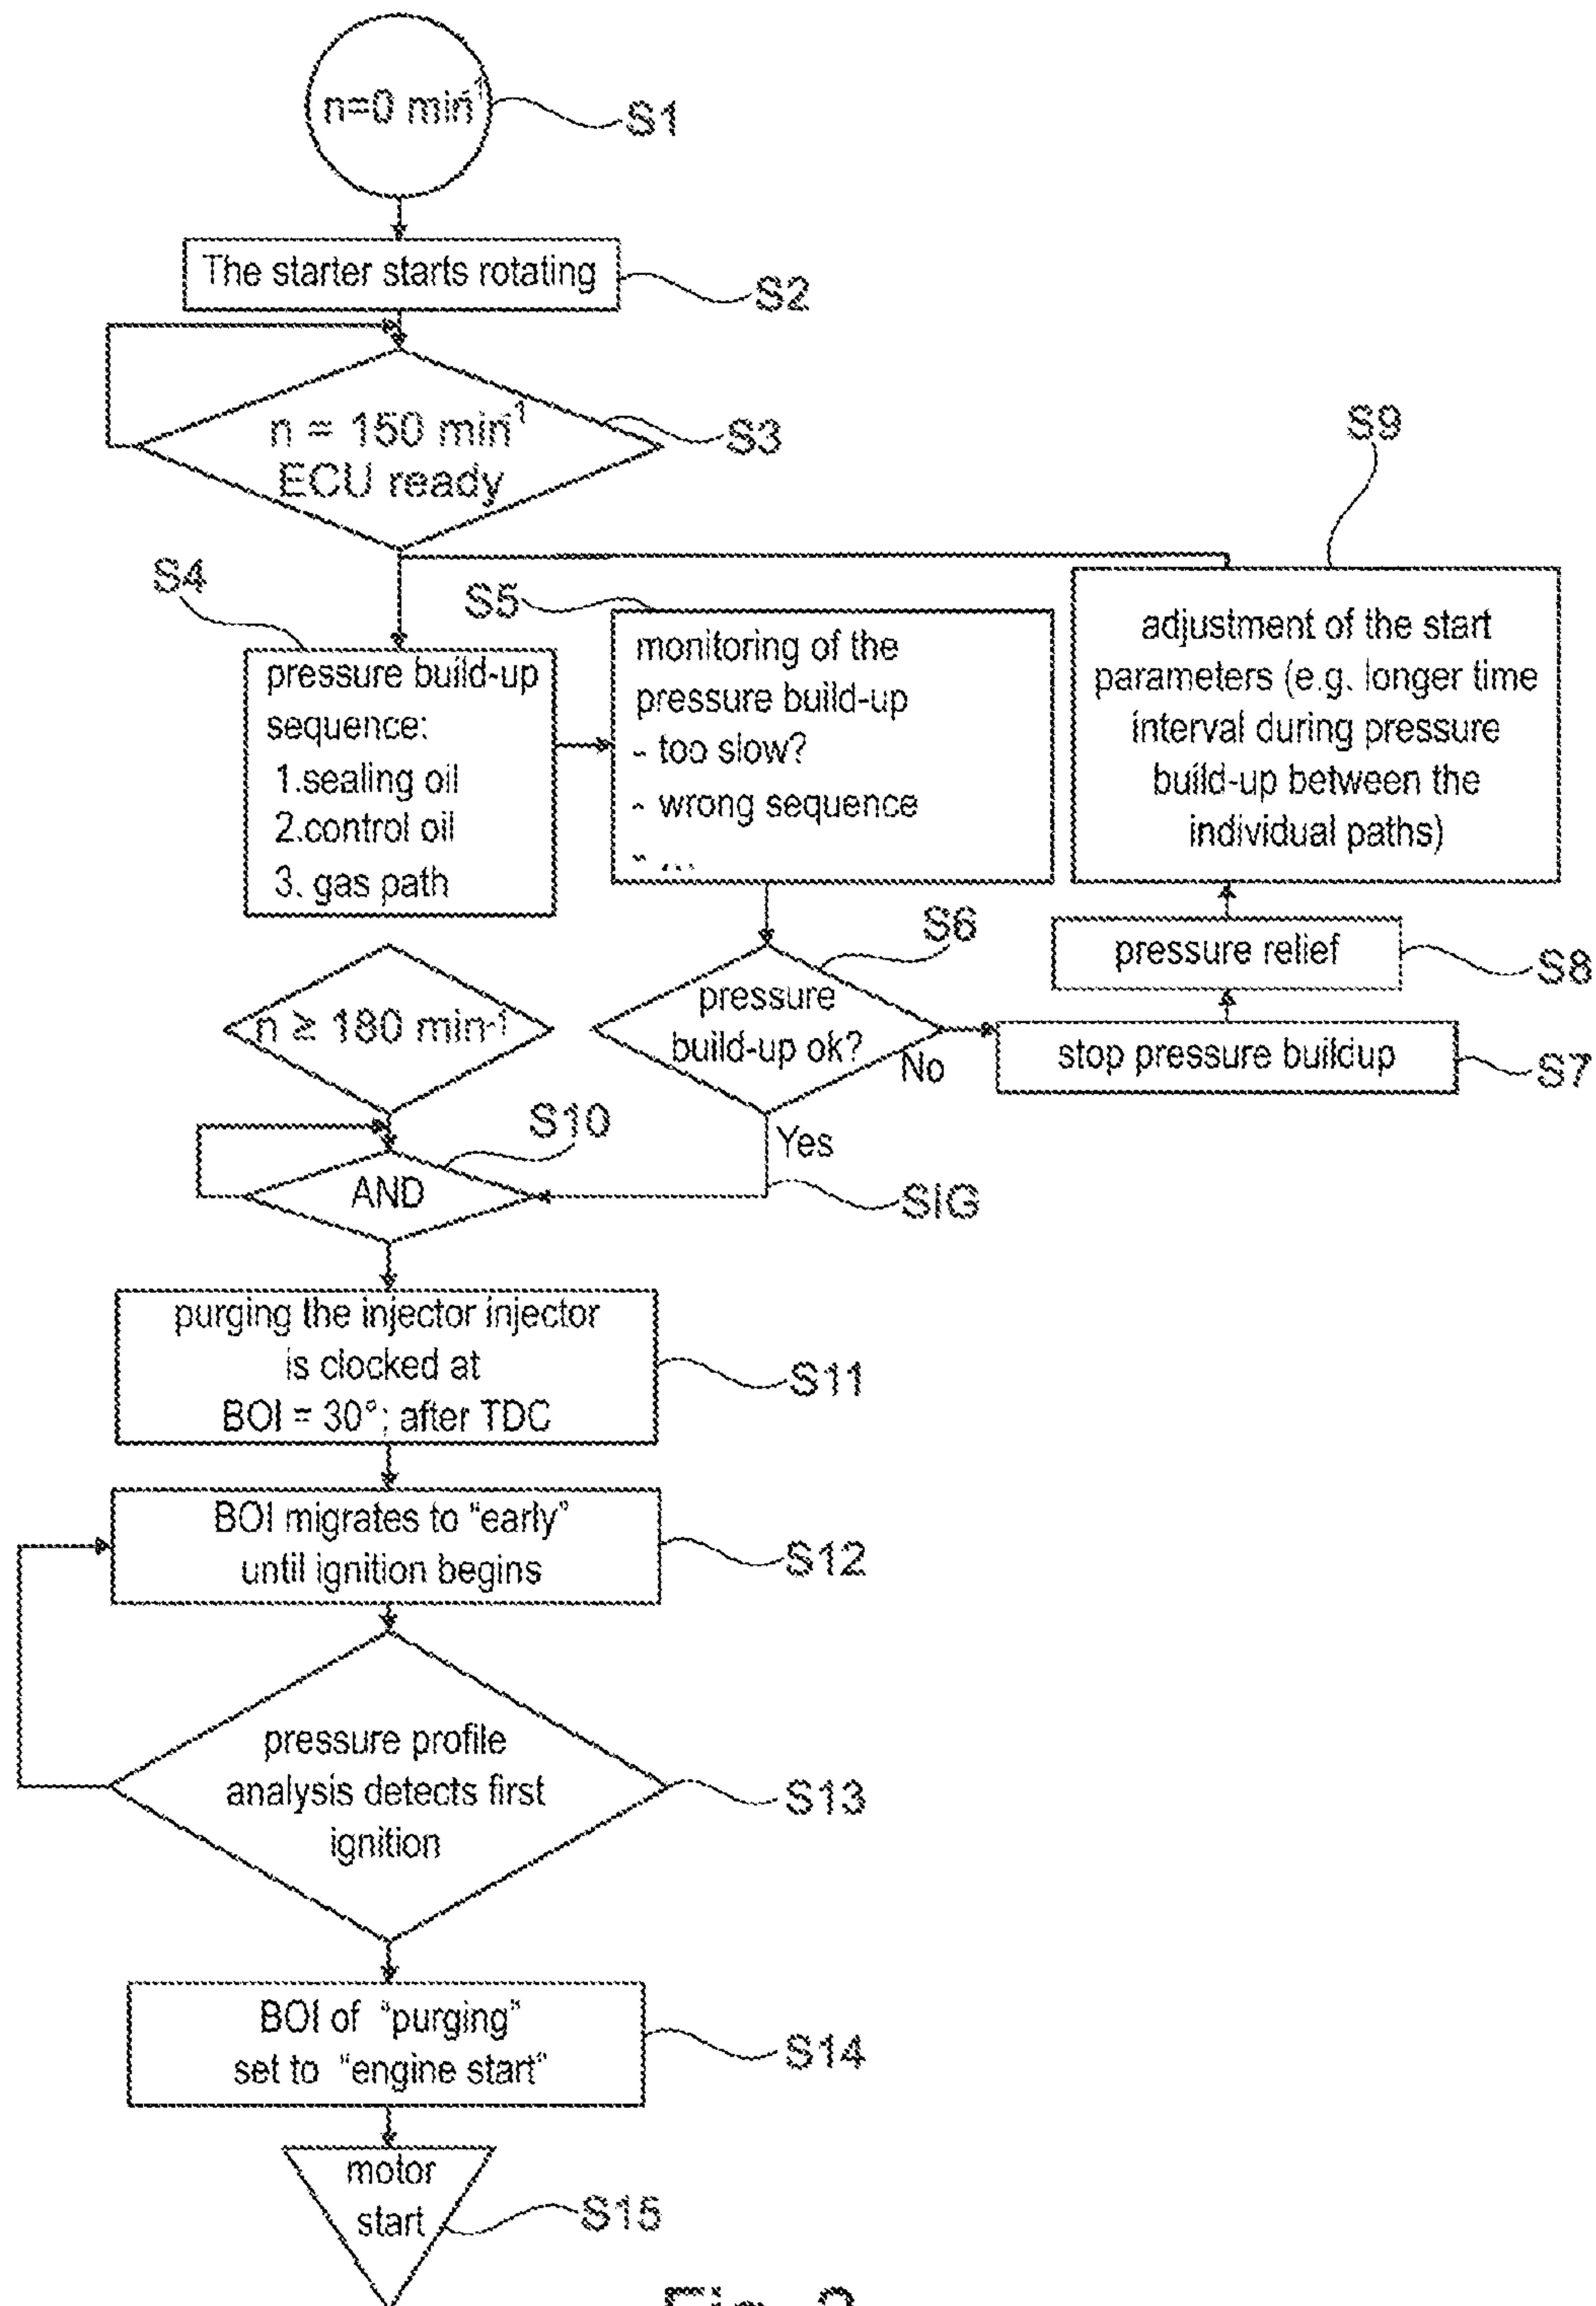 n=0 min-1
S1
The starter starts rotating
S2
n = 150 min-1
ECU ready
S3
S9
S4
pressure build-up
sequence:
1.sealing oil
2.control oil
3. gas path
S5
monitoring of the
pressure build-up
- too slow?
- wrong sequence
- ...
adjustment of the start
parameters (e.g. longer time
interval during pressure
build-up between the
individual paths)
S6
pressure relief
S8
n ≥ 180 min-1
pressure
build-up ok?
No
stop pressure buildup
S7
S10
Yes
AND
SIG
purging the injector injector
is clocked at
BOI = 30°; after TDC
S11
BOI migrates to "early"
until ignition begins
S12
pressure profile
analysis detects first
ignition
S13
BOI of "purging"
set to "engine start"
S14
motor
start
S15